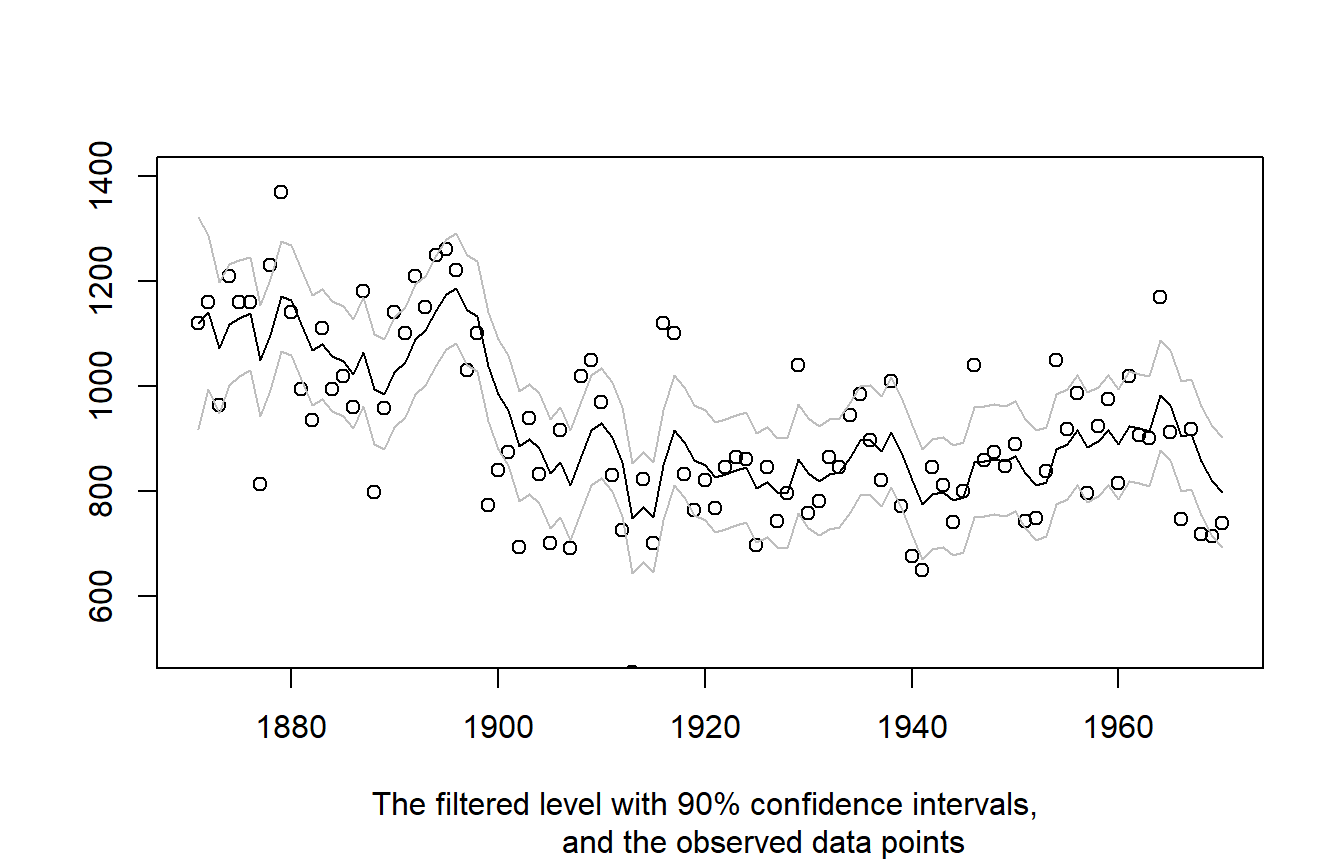 1400
1200
1000
800
600
1880 1900 1920 1940 1960
The filtered level with 90% confidence intervals,
and the observed data points